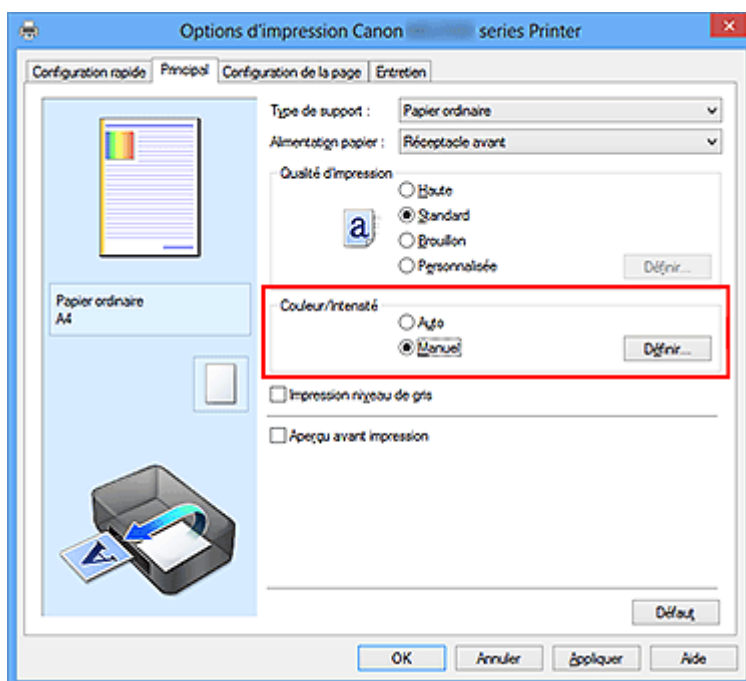 Options d'impression Canon series Printer
Configuration rapide Principal Configuration de la page Entretien
Type de support : Papier ordinaire
Alimentation papier : Réceptacle avant
Qualité d'impression
Haute
Standard
Brouillon
Personnalisée Définir...
a
Papier ordinaire
A4
Couleur/Intensité
Auto
Manuel Définir...
Impression niveau de gris
Aperçu avant impression
A
Défaut
OK Annuler Appliquer Aide